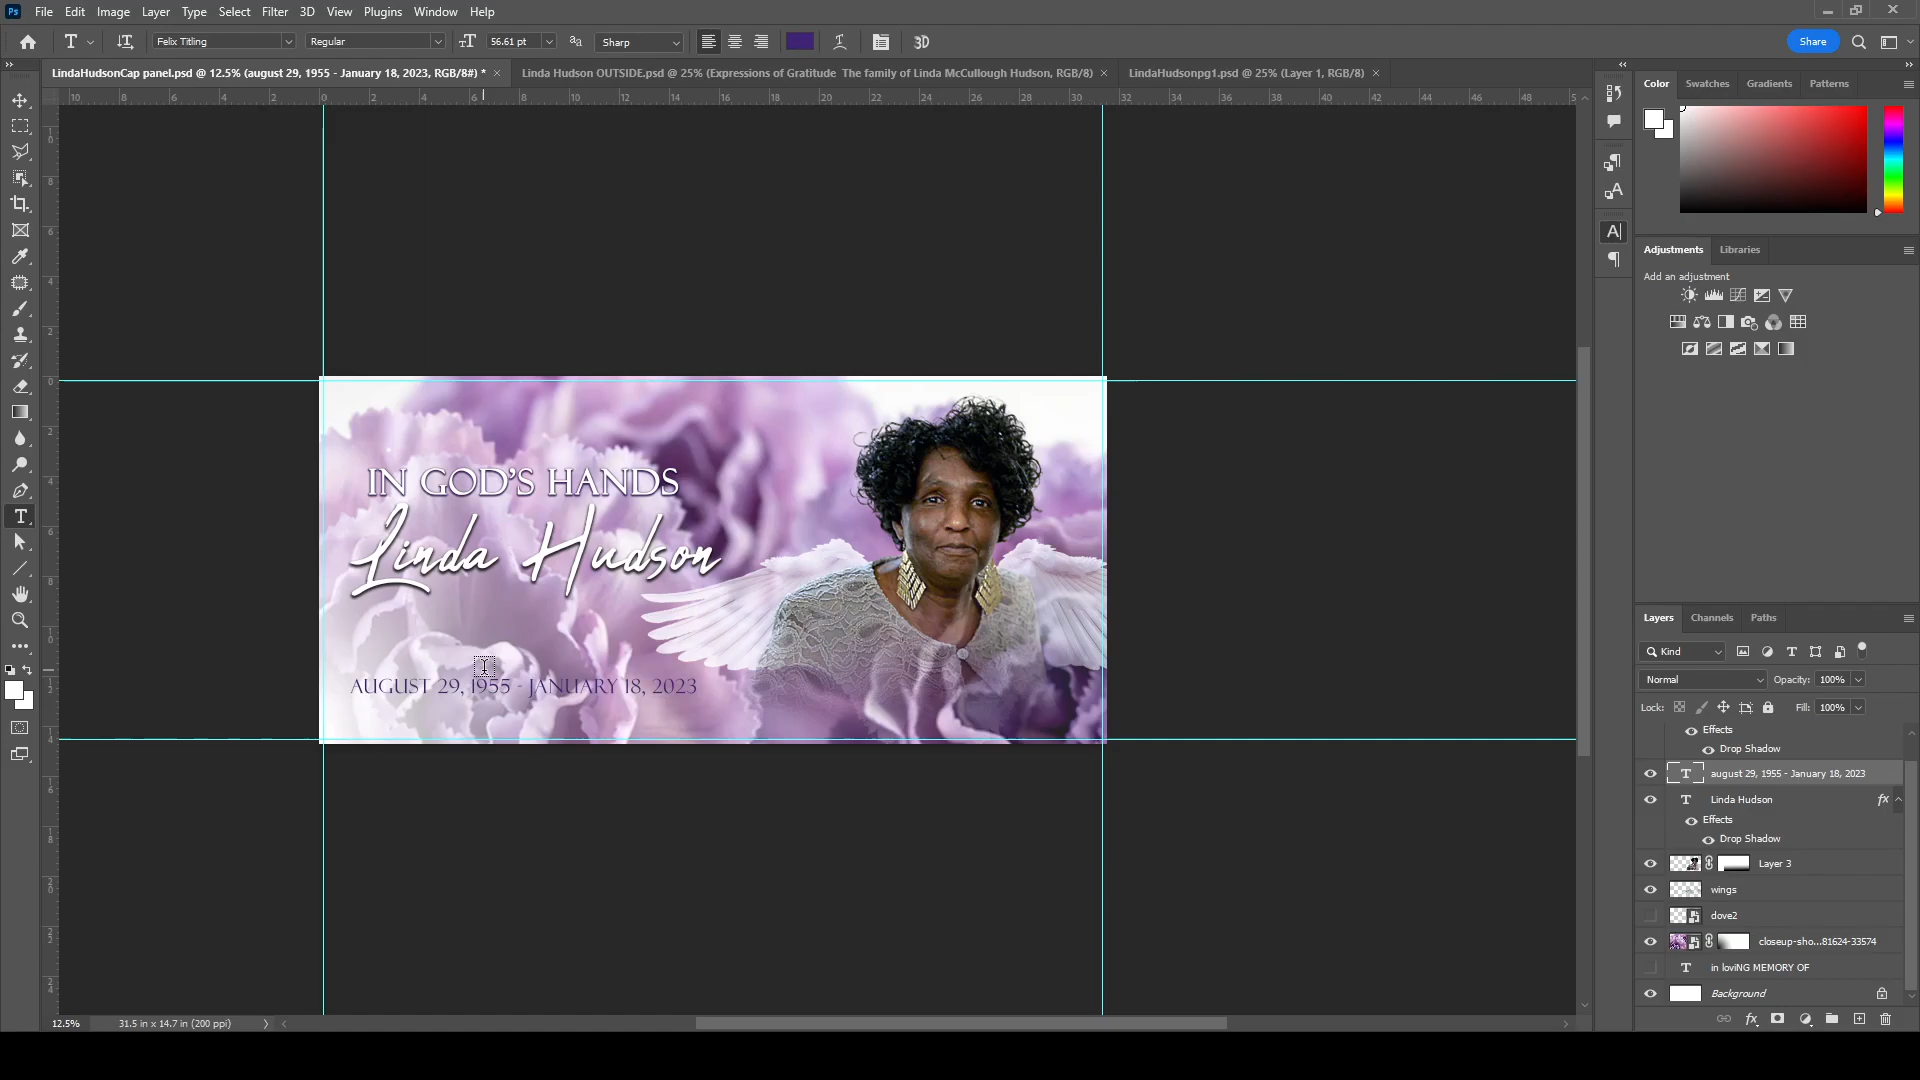 File Edit Image Layer Type Select Filter 3D View Plugins Window Help
Felix Titling Regular 56.61 pt Sharp Share
LindaHudsonCap panel.psd @ 12.5% (august 29, 1955 - January 18, 2023, RGB/8#) * Linda Hudson OUTSIDE.psd @ 25% (Expressions of Gratitude The family of Linda McCullough Hudson, RGB/8) LindaHudsonpg1.psd @ 25% (Layer 1, RGB/8)
Color Swatches Gradients Patterns
Adjustments Libraries
Add an adjustment
IN GOD'S HANDS
Linda Hudson
AUGUST 29, 1955 - JANUARY 18, 2023
Layers Channels Paths
Kind
Normal Opacity: 100%
Lock: Fill: 100%
Effects
Drop Shadow
august 29, 1955 - January 18, 2023
Linda Hudson fx
Effects
Drop Shadow
Layer 3
wings
dove2
closeup-sho...81624-33574
in loviNG MEMORY OF
Background
12.5% 31.5 in x 14.7 in (200 ppi)